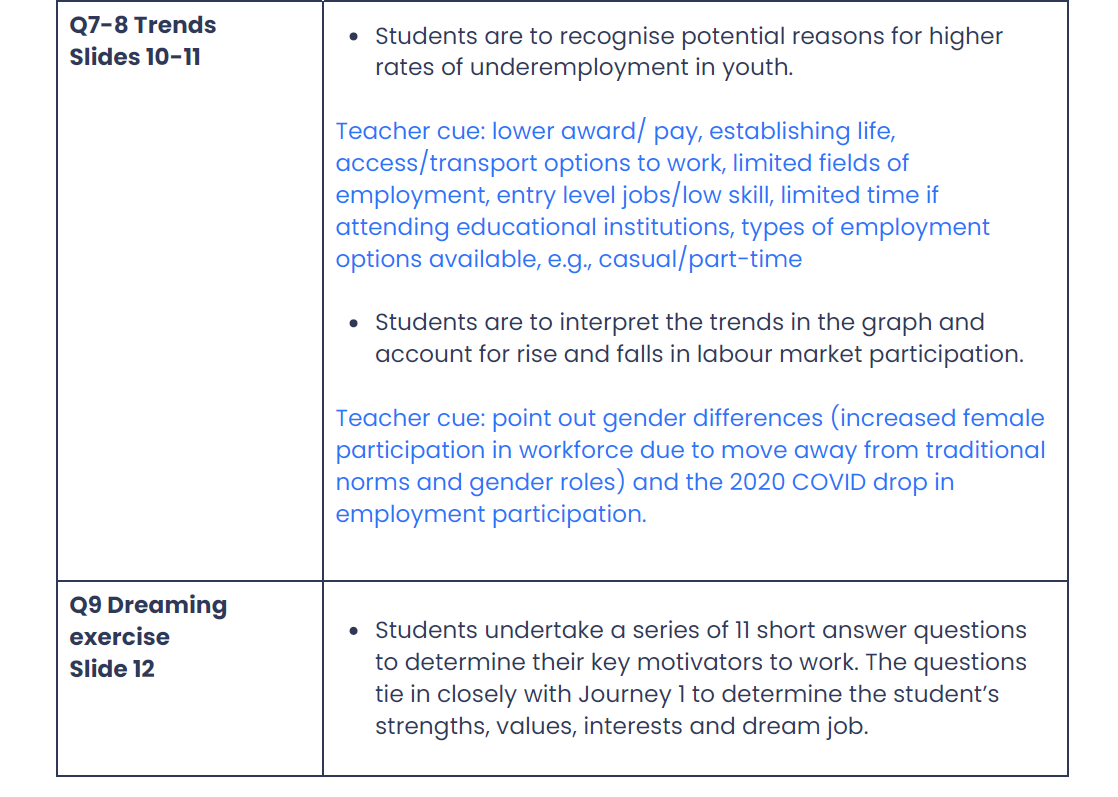 Q7-8 Trends
Slides 10-11
• Students are to recognise potential reasons for higher
rates of underemployment in youth.
Teacher cue: lower award/ pay, establishing life,
access/transport options to work, limited fields of
employment, entry level jobs/low skill, limited time if
attending educational institutions, types of employment
options available, e.g., casual/part-time
• Students are to interpret the trends in the graph and
account for rise and falls in labour market participation.
Teacher cue: point out gender differences (increased female
participation in workforce due to move away from traditional
norms and gender roles) and the 2020 COVID drop in
employment participation.
Q9 Dreaming
exercise
Slide 12
• Students undertake a series of 11 short answer questions
to determine their key motivators to work. The questions
tie in closely with Journey 1 to determine the student’s
strengths, values, interests and dream job.